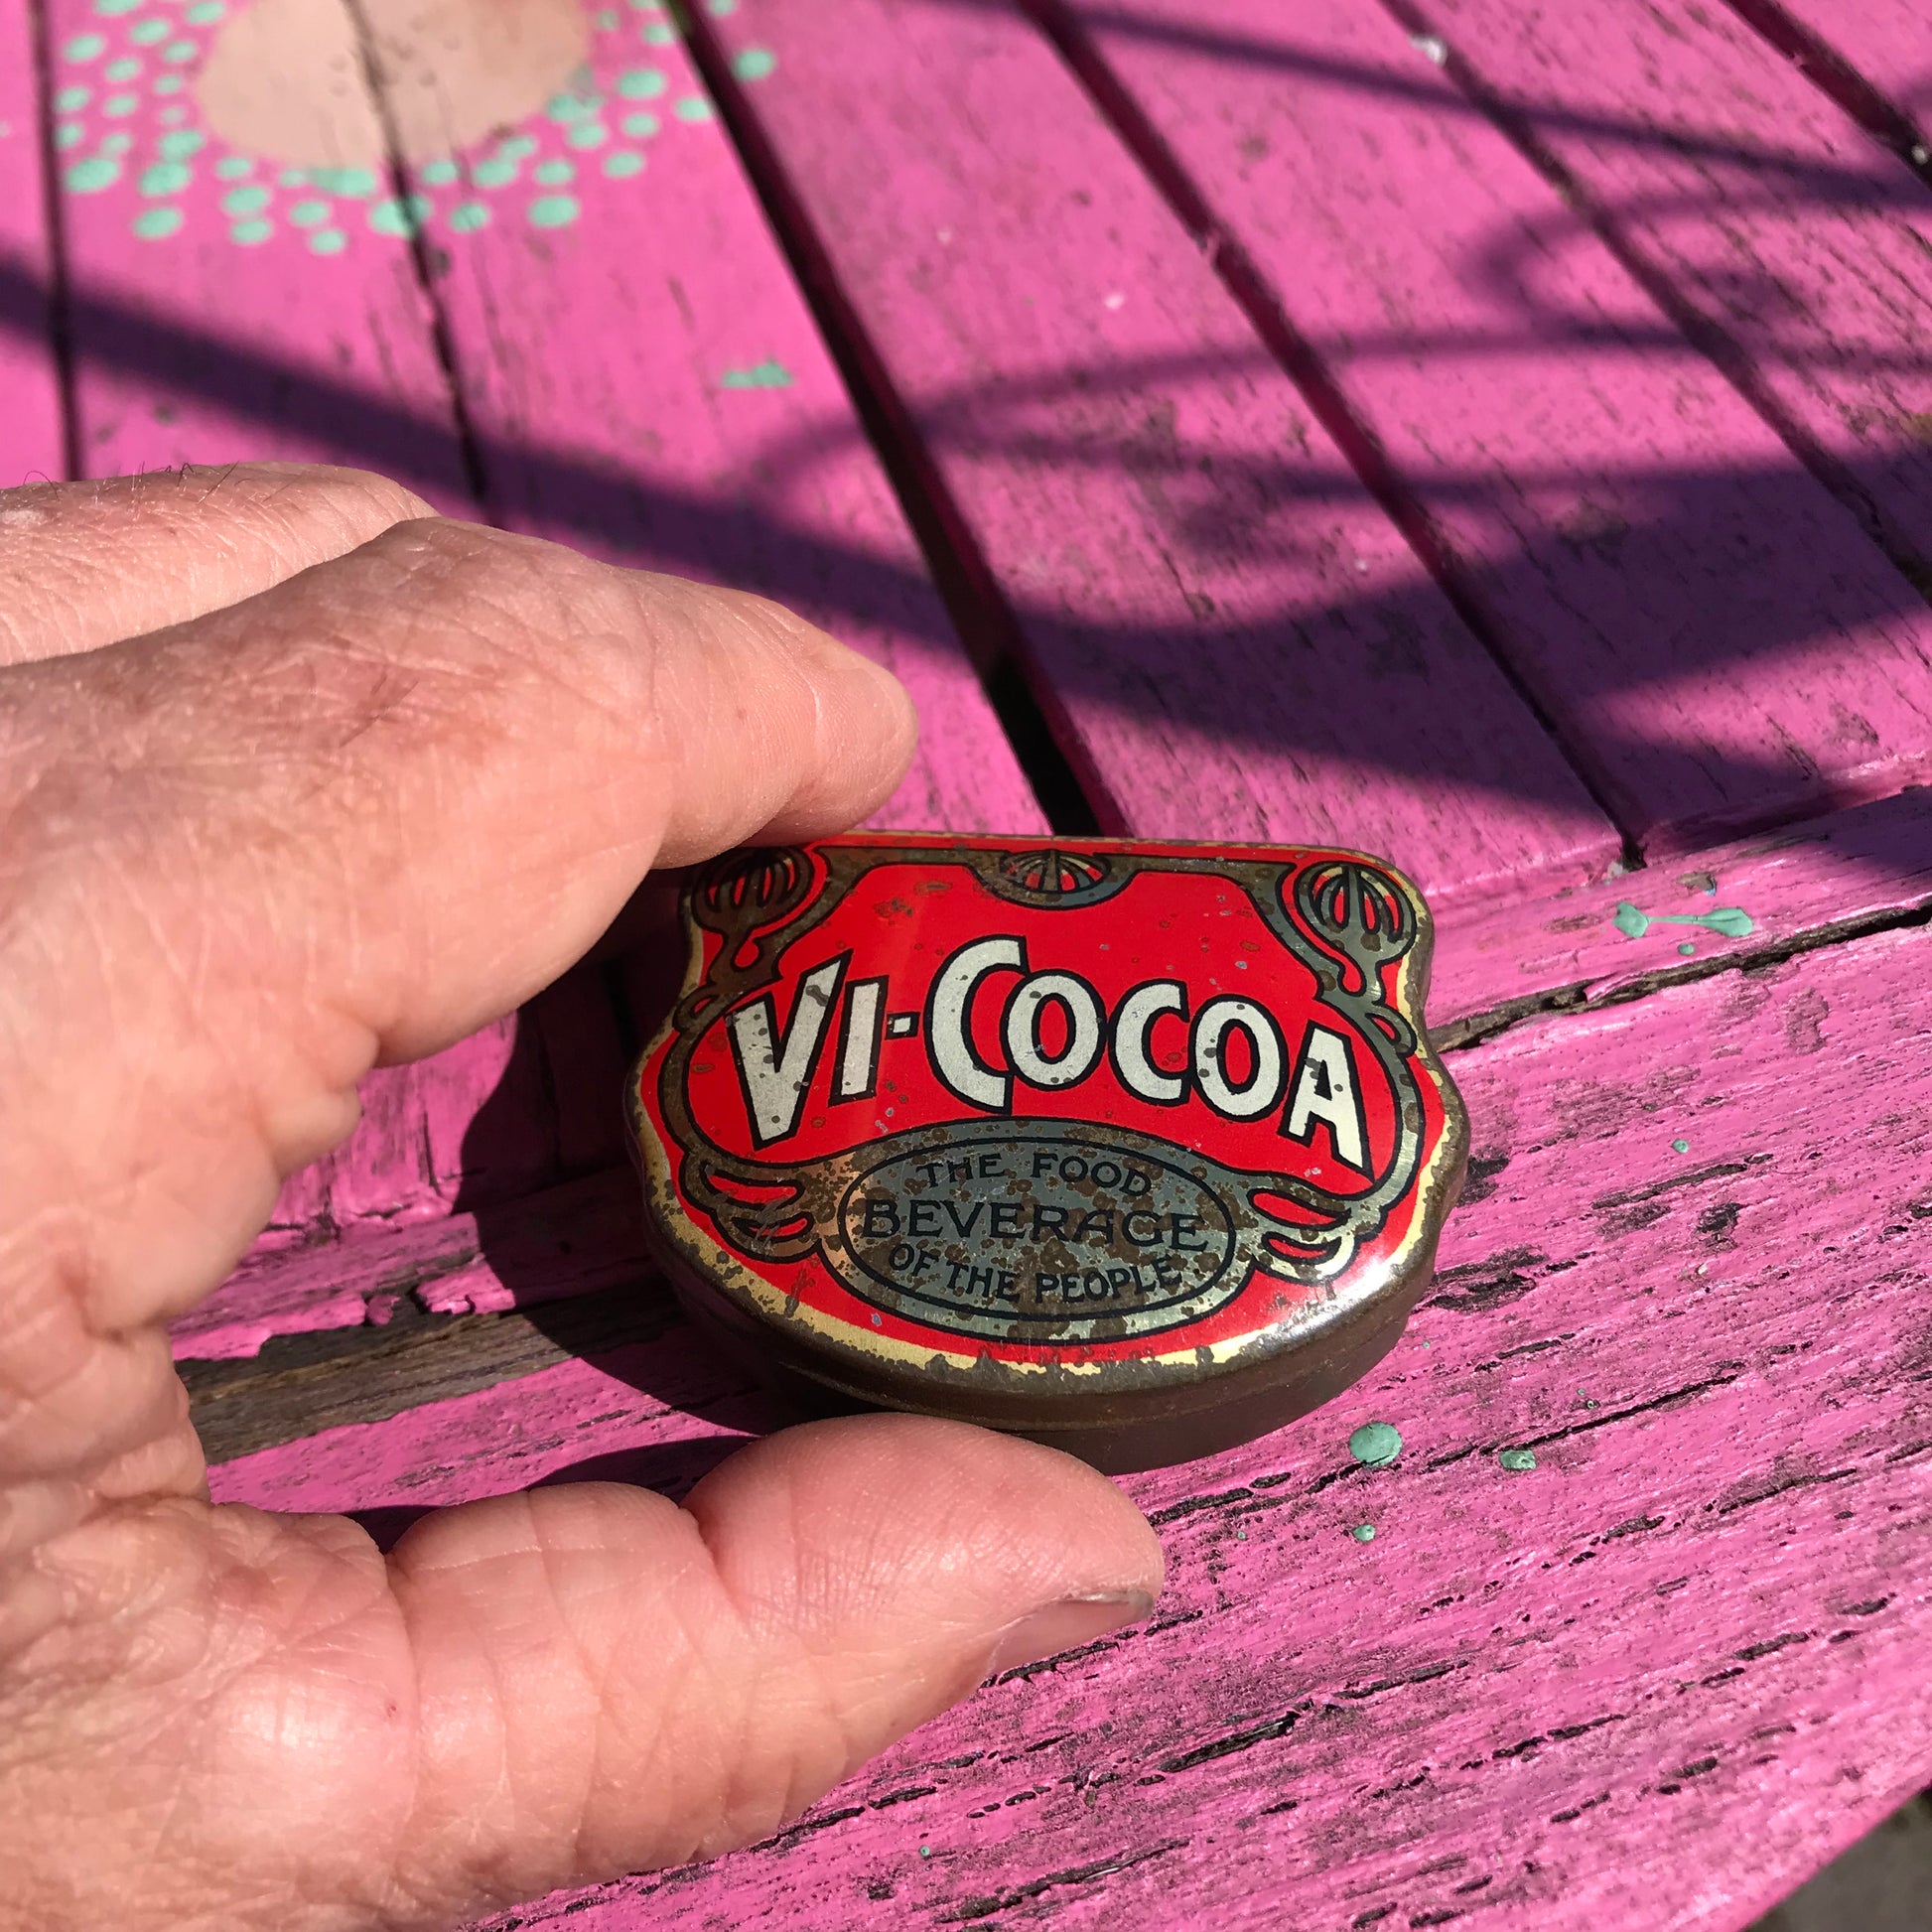 VI-COCOA
THE FOOD
BEVERAGE
OF THE PEOPLE